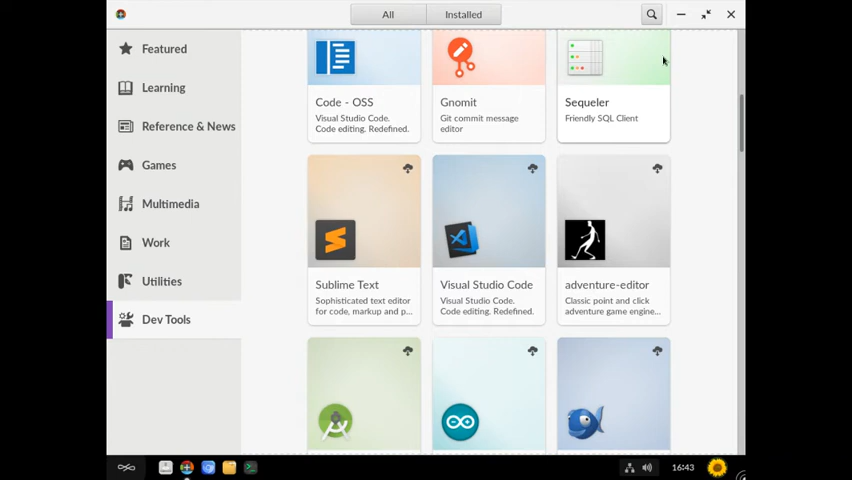 All
Installed
Featured
Learning
Reference & News
Games
Multimedia
Work
Utilities
Dev Tools
Code - OSS
Visual Studio Code.
Code editing. Redefined.
Gnomit
Git commit message
editor
Sequeler
Friendly SQL Client
Sublime Text
Sophisticated text editor
for code, markup and p...
Visual Studio Code
Visual Studio Code.
Code editing. Redefined.
adventure-editor
Classic point and click
adventure game engine...
16:43